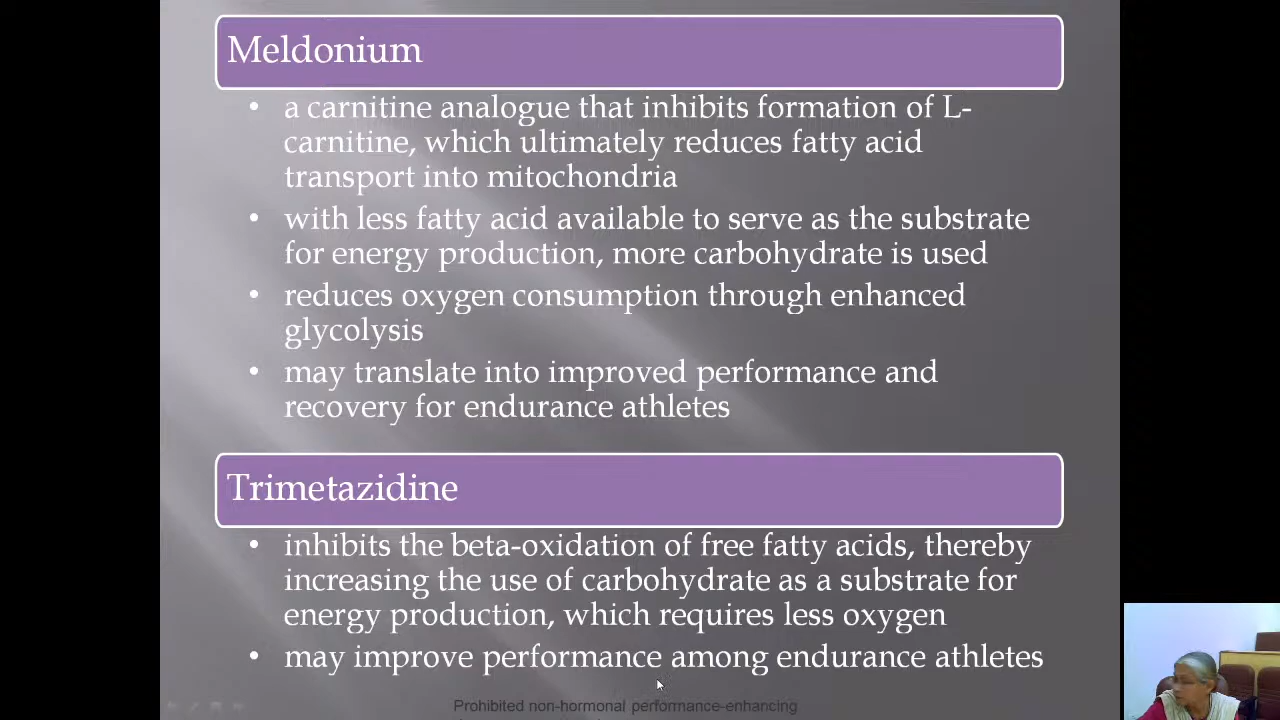 Meldonium
• a carnitine analogue that inhibits formation of L-
carnitine, which ultimately reduces fatty acid
transport into mitochondria
• with less fatty acid available to serve as the substrate
for energy production, more carbohydrate is used
• reduces oxygen consumption through enhanced
glycolysis
• may translate into improved performance and
recovery for endurance athletes
Trimetazidine
• inhibits the beta-oxidation of free fatty acids, thereby
increasing the use of carbohydrate as a substrate for
energy production, which requires less oxygen
• may improve performance among endurance athletes
Prohibited non-hormonal performance-enhancing